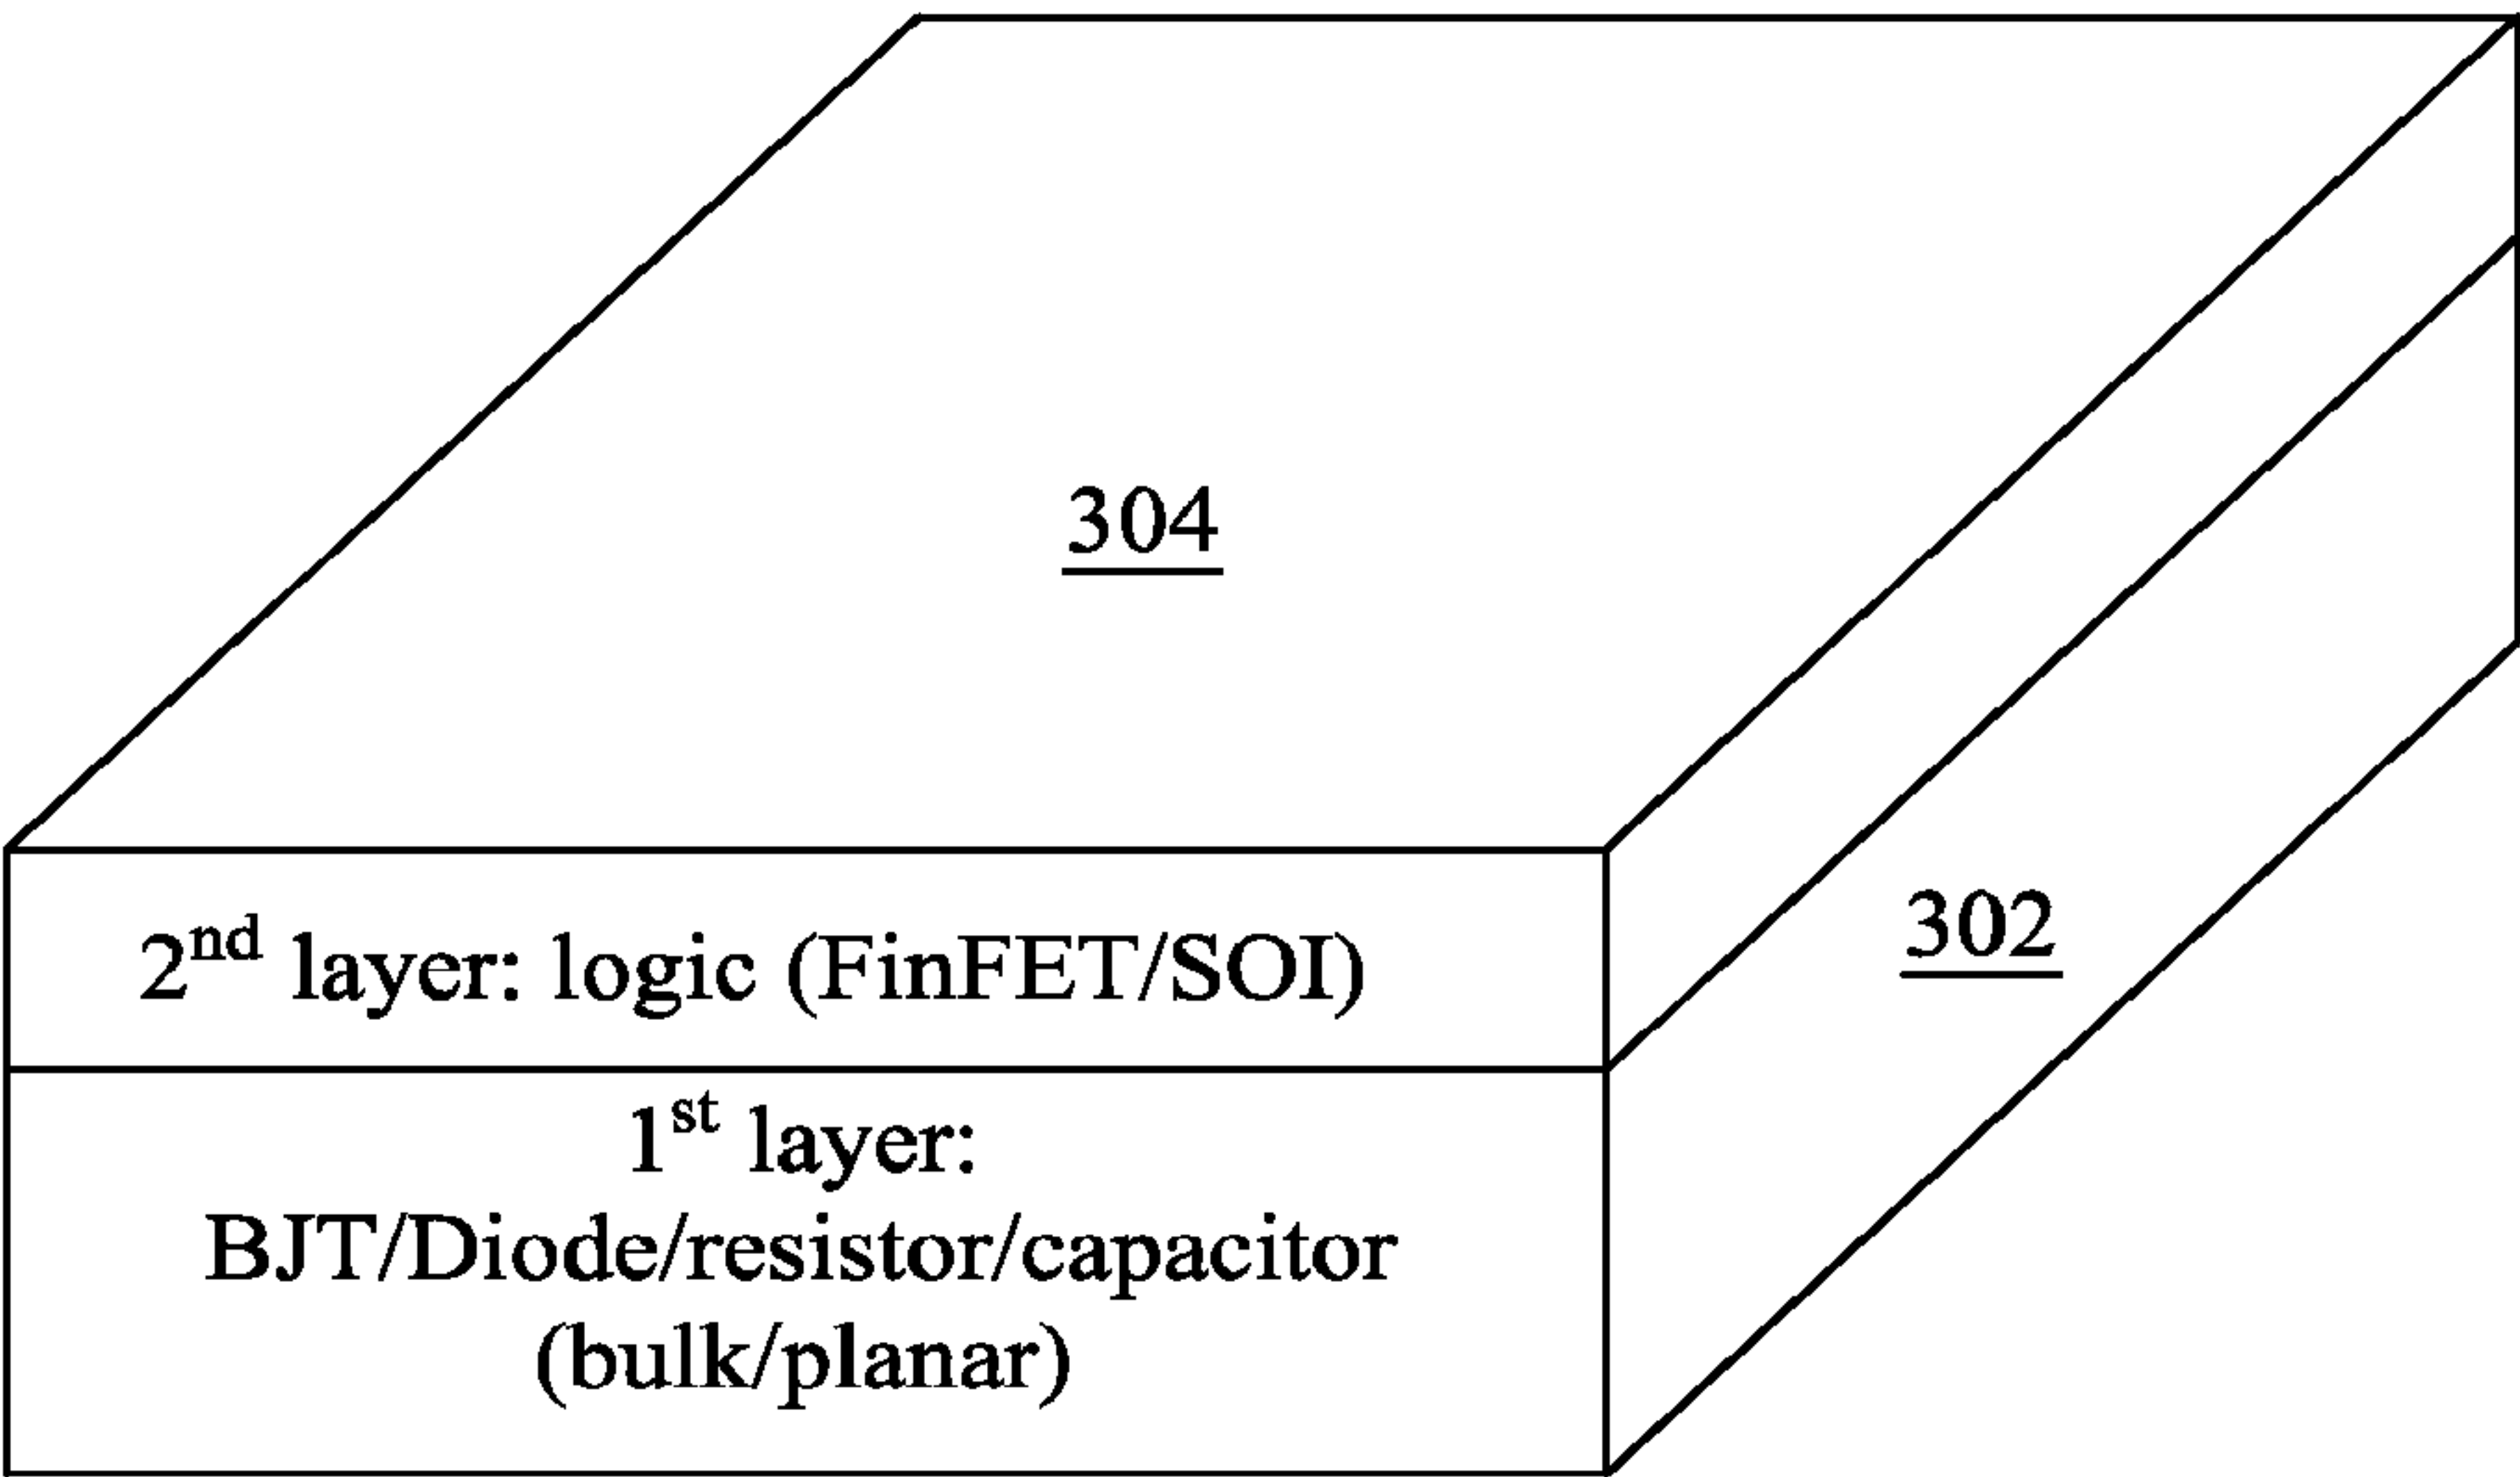 304
2nd layer: logic (FinFET/SOI)
302
1st layer:
BJT/Diode/resistor/capacitor
(bulk/planar)